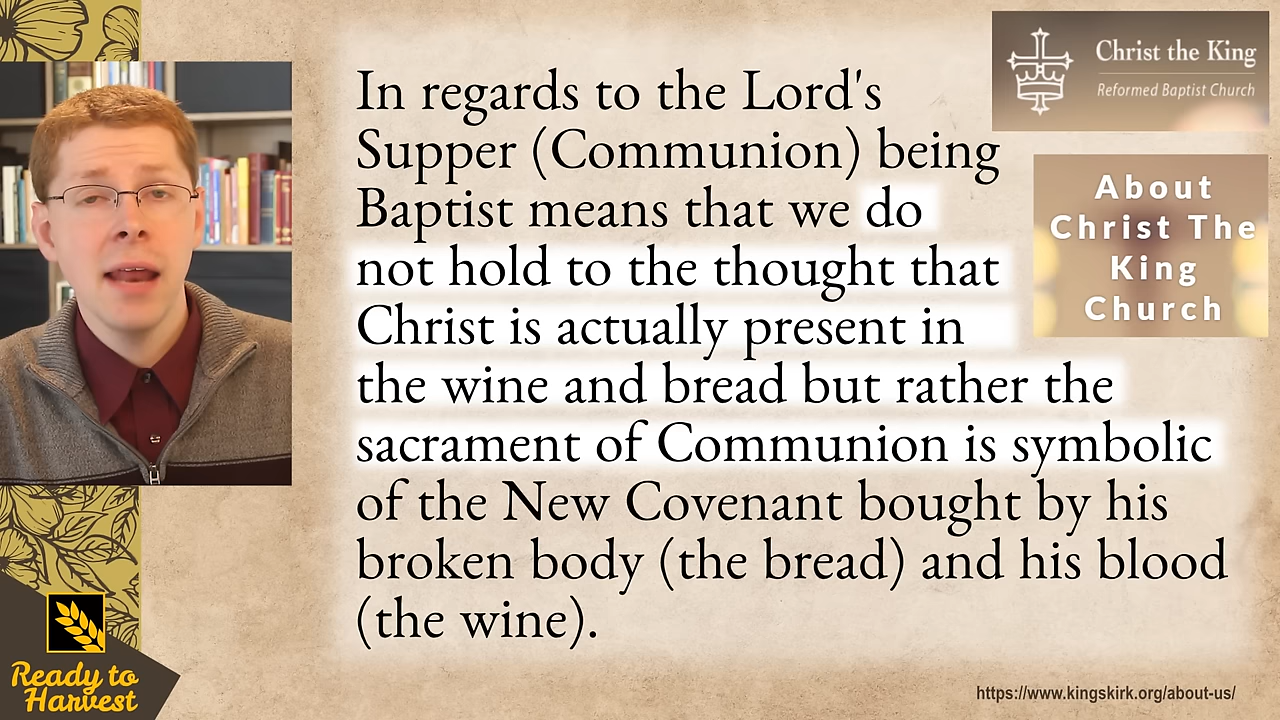 In regards to the Lord's
Supper (Communion) being
Baptist means that we do
not hold to the thought that
Christ is actually present in
the wine and bread but rather the
sacrament of Communion is symbolic
of the New Covenant bought by his
broken body (the bread) and his blood
(the wine).
Christ the King
Reformed Baptist Church
About
Christ The
King
Church
Ready to
Harvest
https://www.kingskirk.org/about-us/